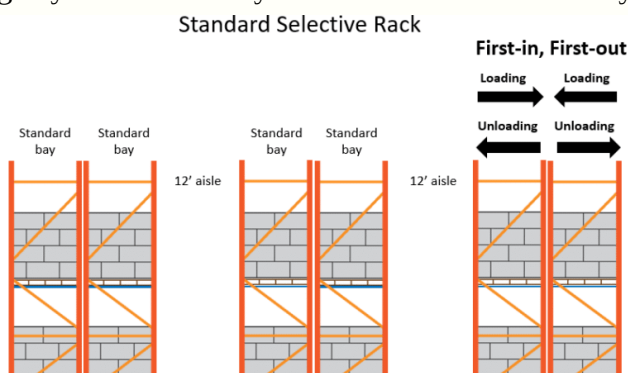 Standard Selective Rack
First-in, First-out
Loading Loading
Unloading Unloading
Standard bay
Standard bay
12' aisle
Standard bay
Standard bay
12' aisle